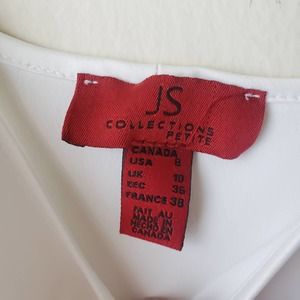 JS
COLLECTIONS
PETITE
CANADA
USA 8
UK 10
EEC 36
FRANCE 38
FAIT AU
MADE IN
HECHO EN
CANADA